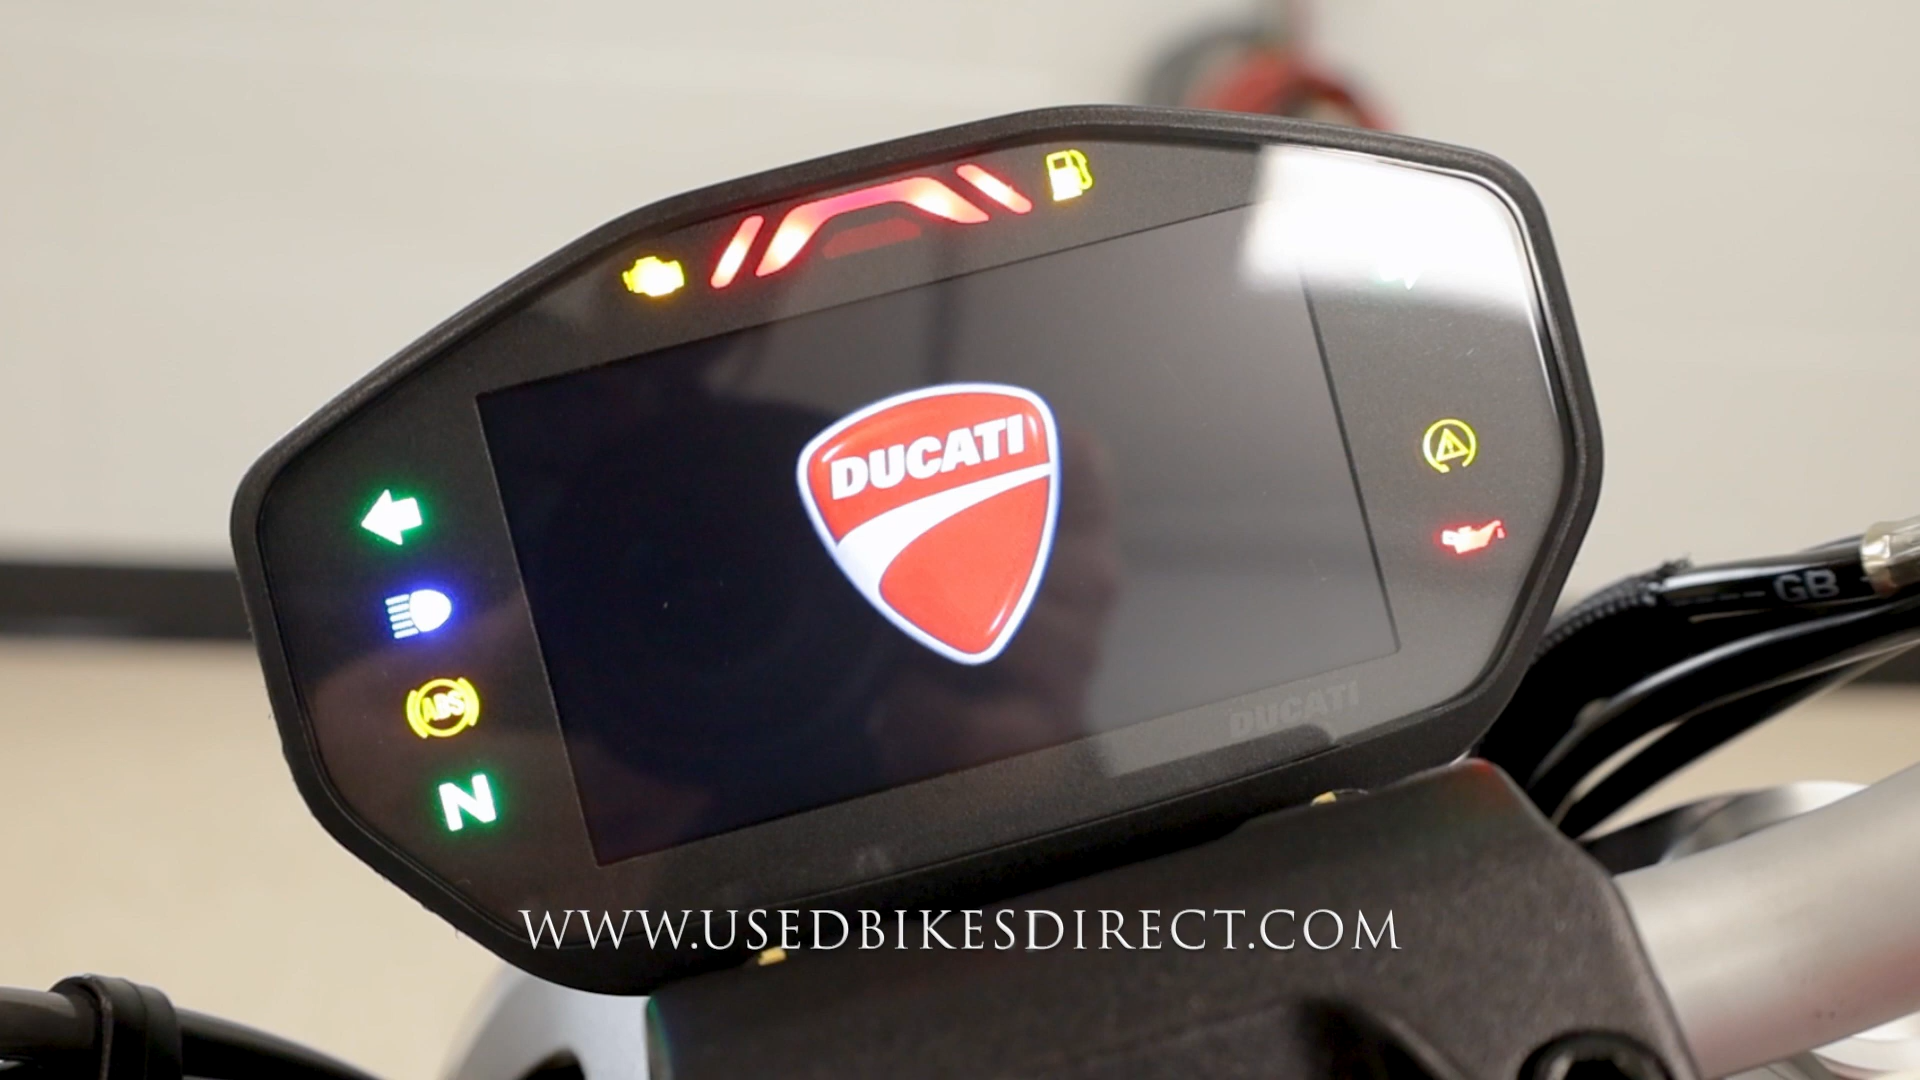 DUCATI
ABS
N
DUCATI
GB
WWW.USEDBIKESDIRECT.COM